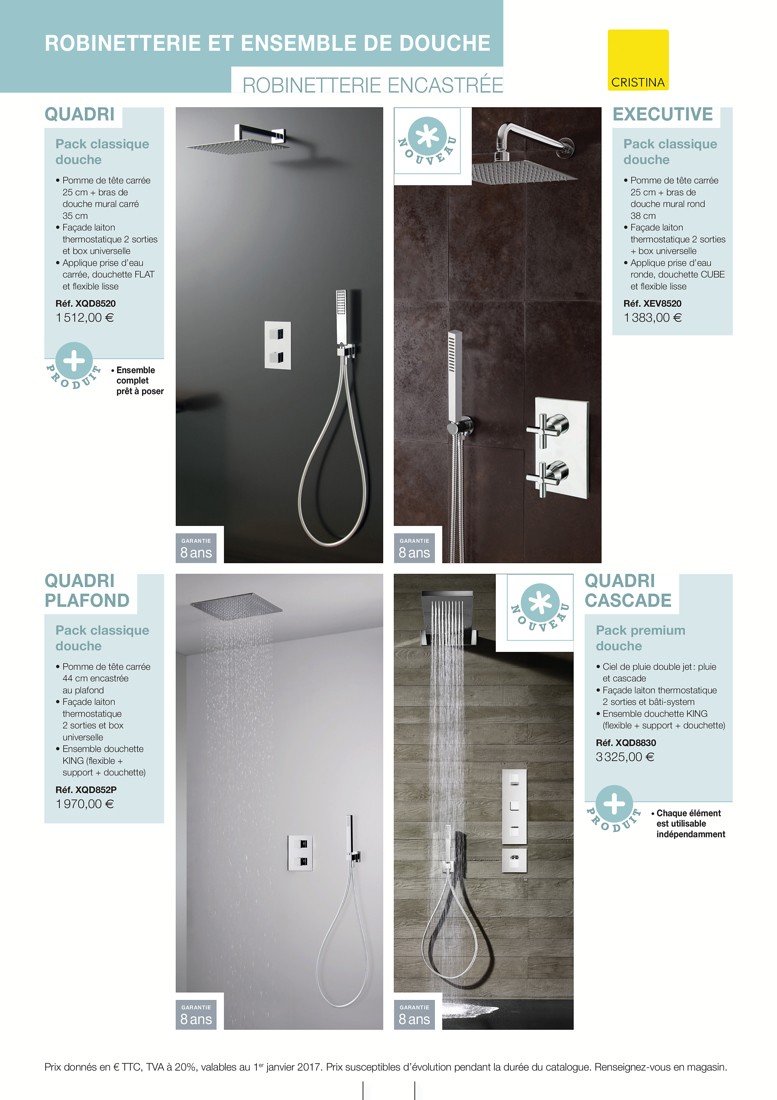 ROBINETTERIE ET ENSEMBLE DE DOUCHE
ROBINETTERIE ENCASTRÉE
CRISTINA
QUADRI
Pack classique
douche
• Pomme de tête carrée
25 cm + bras de
douche mural carré
35 cm
• Façade laiton
thermostatique 2 sorties
et box universelle
• Applique prise d'eau
carrée, douchette FLAT
et flexible lisse
Réf. XQD8520
1 512,00 €
PRODUIT
• Ensemble
complet
prêt à poser
GARANTIE
8 ans
NOUVEAU
EXECUTIVE
Pack classique
douche
• Pomme de tête carrée
25 cm + bras de
douche mural rond
38 cm
• Façade laiton
thermostatique 2 sorties
+ box universelle
• Applique prise d'eau
ronde, douchette CUBE
et flexible lisse
Réf. XEV8520
1 383,00 €
GARANTIE
8 ans
QUADRI
PLAFOND
Pack classique
douche
• Pomme de tête carrée
44 cm encastrée
au plafond
• Façade laiton
thermostatique
2 sorties et box
universelle
• Ensemble douchette
KING (flexible +
support + douchette)
Réf. XQD852P
1 970,00 €
GARANTIE
8 ans
NOUVEAU
QUADRI
CASCADE
Pack premium
douche
• Ciel de pluie double jet : pluie
et cascade
• Façade laiton thermostatique
2 sorties et bâti-system
• Ensemble douchette KING
(flexible + support + douchette)
Réf. XQD8830
3 325,00 €
PRODUIT
• Chaque élément
est utilisable
indépendamment
GARANTIE
8 ans
Prix donnés en € TTC, TVA à 20%, valables au 1er janvier 2017. Prix susceptibles d'évolution pendant la durée du catalogue. Renseignez-vous en magasin.